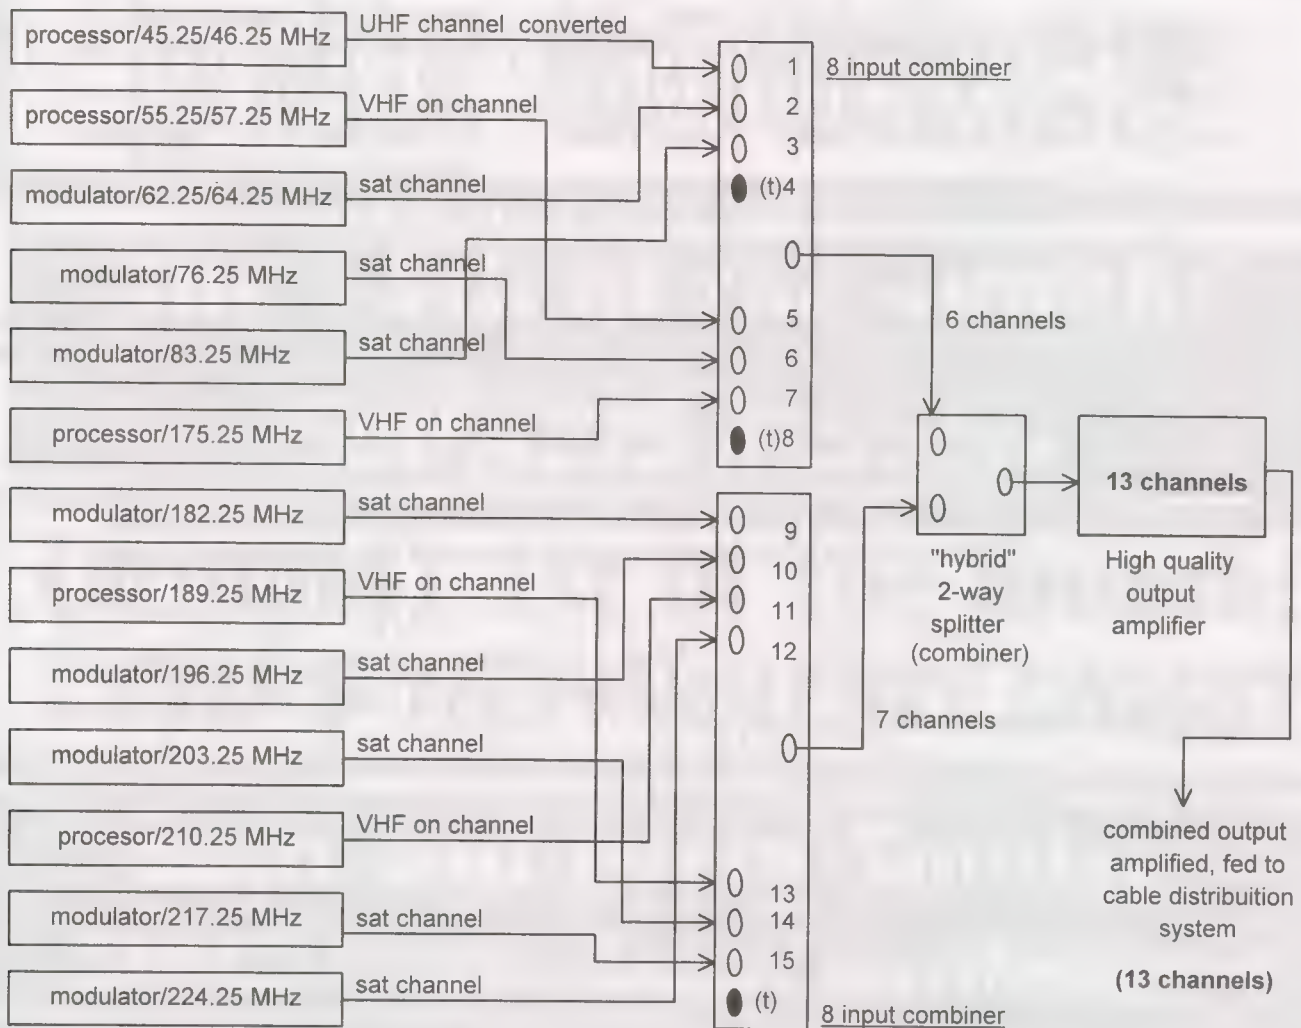 processor/45.25/46.25 MHz
UHF channel converted
processor/55.25/57.25 MHz
VHF on channel
modulator/62.25/64.25 MHz
sat channel
modulator/76.25 MHz
sat channel
modulator/83.25 MHz
sat channel
processor/175.25 MHz
VHF on channel
modulator/182.25 MHz
sat channel
processor/189.25 MHz
VHF on channel
modulator/196.25 MHz
sat channel
modulator/203.25 MHz
sat channel
procesor/210.25 MHz
VHF on channel
modulator/217.25 MHz
sat channel
modulator/224.25 MHz
sat channel
1
2
3
(t)4
5
6
7
(t)8
8 input combiner
9
10
11
12
13
14
15
(t)
8 input combiner
6 channels
7 channels
"hybrid"
2-way
splitter
(combiner)
13 channels
High quality
output
amplifier
combined output
amplified, fed to
cable distribuition
system
(13 channels)